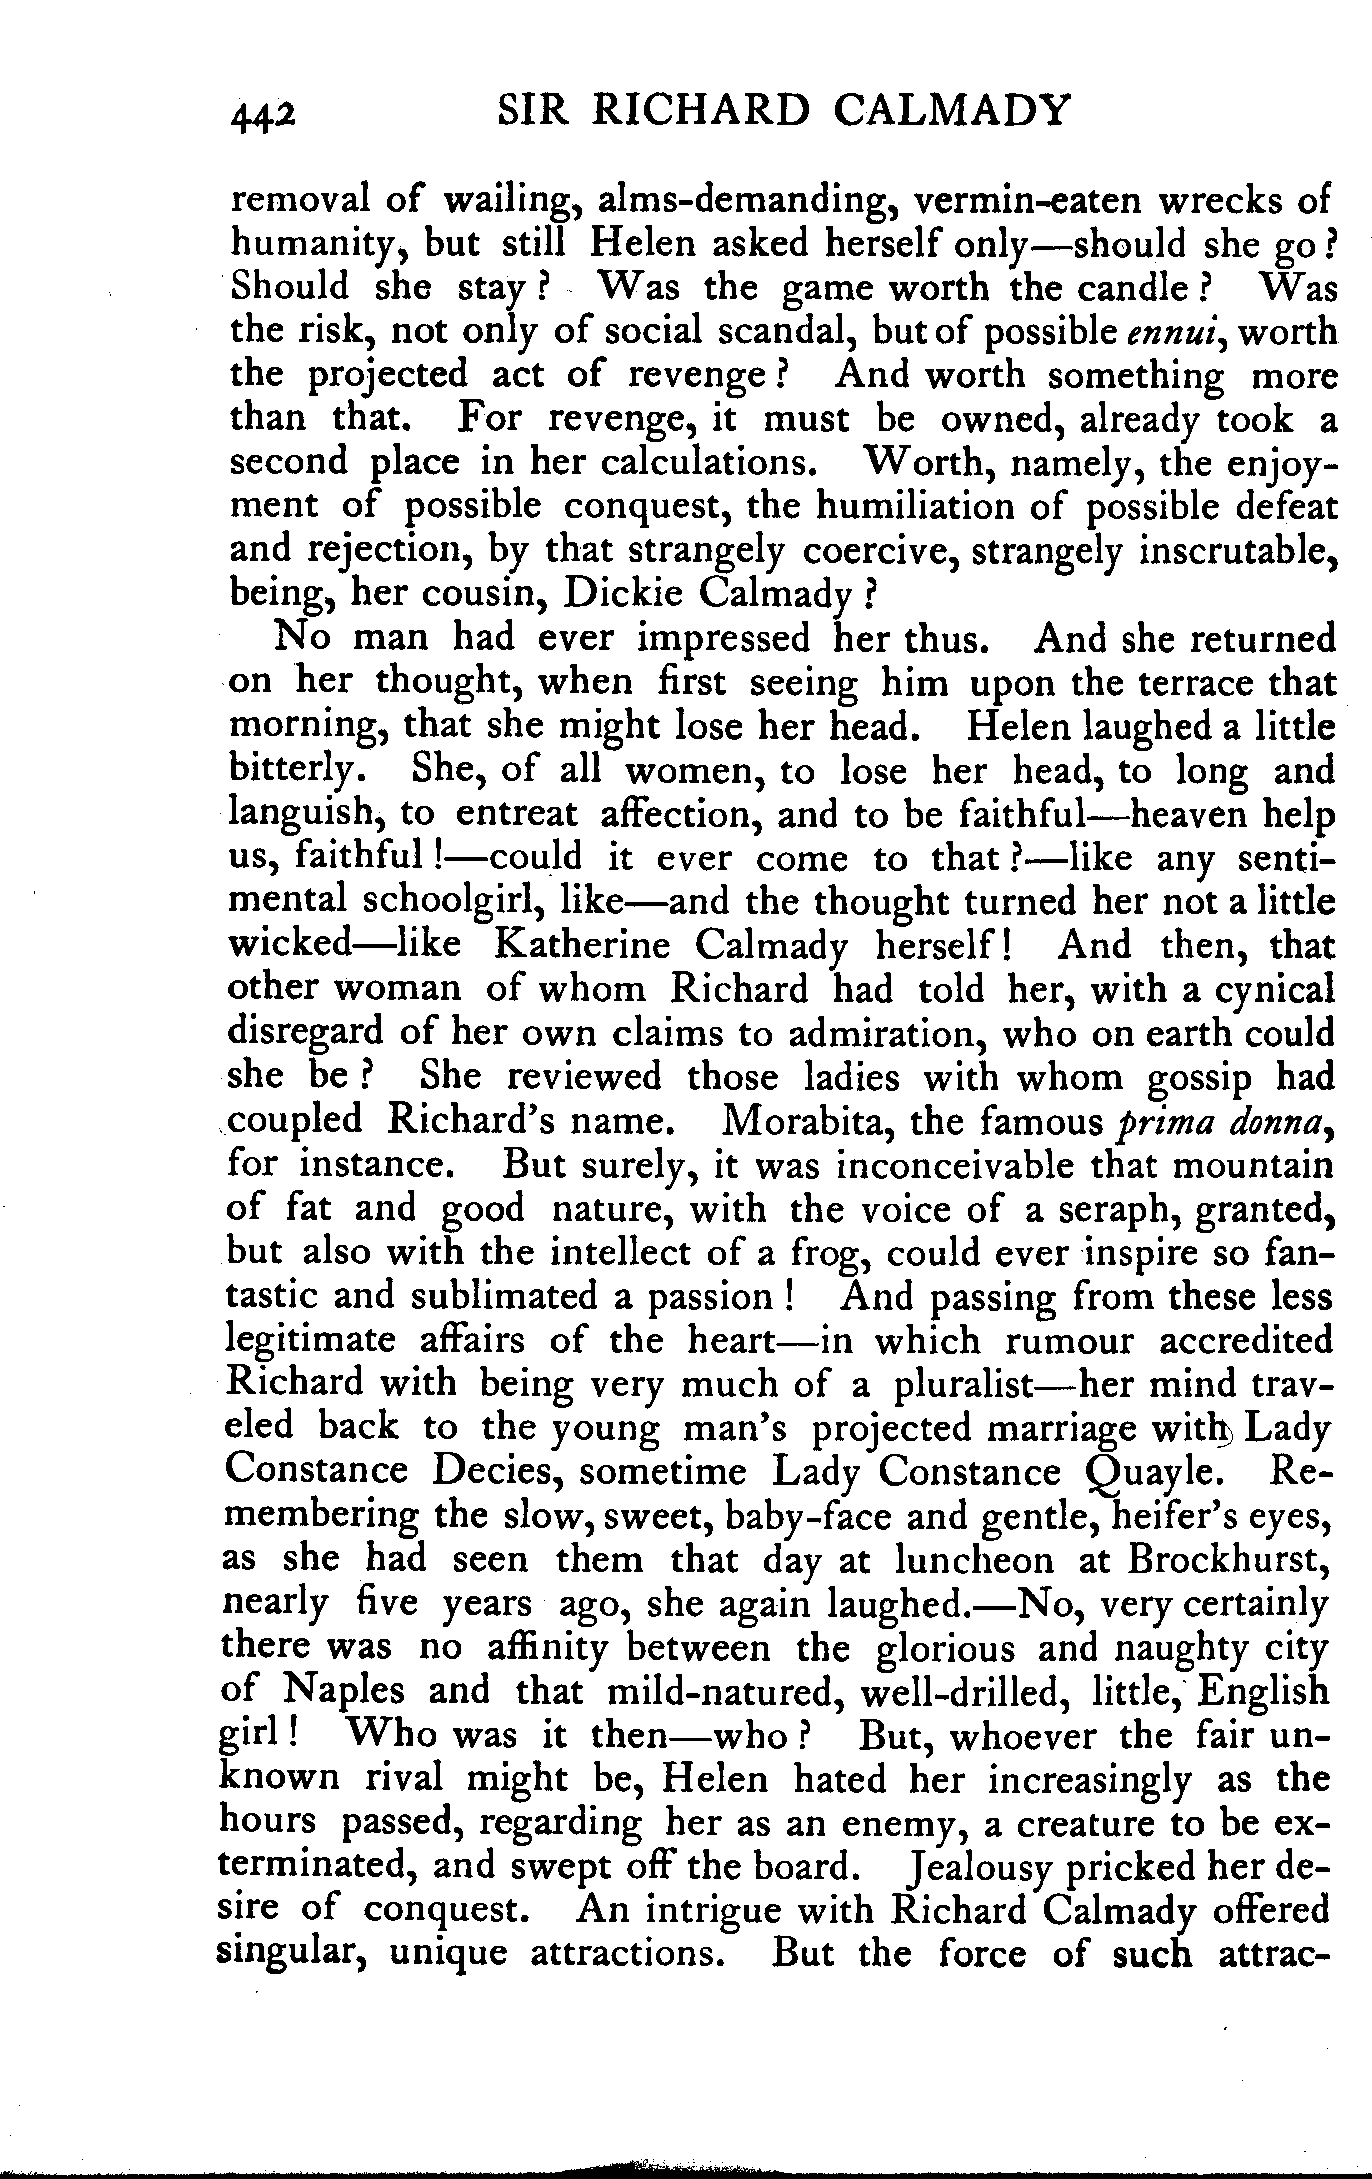 442 SIR RICHARD CALMADY
removal of wailing, alms-demanding, vermin-eaten wrecks of
humanity, but still Helen asked herself only—should she go?
Should she stay? Was the game worth the candle? Was
the risk, not only of social scandal, but of possible ennui, worth
the projected act of revenge? And worth something more
than that. For revenge, it must be owned, already took a
second place in her calculations. Worth, namely, the enjoy-
ment of possible conquest, the humiliation of possible defeat
and rejection, by that strangely coercive, strangely inscrutable,
being, her cousin, Dickie Calmady?
No man had ever impressed her thus. And she returned
on her thought, when first seeing him upon the terrace that
morning, that she might lose her head. Helen laughed a little
bitterly. She, of all women, to lose her head, to long and
languish, to entreat affection, and to be faithful—heaven help
us, faithful!—could it ever come to that?—like any senti-
mental schoolgirl, like—and the thought turned her not a little
wicked—like Katherine Calmady herself! And then, that
other woman of whom Richard had told her, with a cynical
disregard of her own claims to admiration, who on earth could
she be? She reviewed those ladies with whom gossip had
coupled Richard's name. Morabita, the famous prima donna,
for instance. But surely, it was inconceivable that mountain
of fat and good nature, with the voice of a seraph, granted,
but also with the intellect of a frog, could ever inspire so fan-
tastic and sublimated a passion! And passing from these less
legitimate affairs of the heart—in which rumour accredited
Richard with being very much of a pluralist—her mind trav-
eled back to the young man's projected marriage with Lady
Constance Decies, sometime Lady Constance Quayle. Re-
membering the slow, sweet, baby-face and gentle, heifer's eyes,
as she had seen them that day at luncheon at Brockhurst,
nearly five years ago, she again laughed.—No, very certainly
there was no affinity between the glorious and naughty city
of Naples and that mild-natured, well-drilled, little, English
girl! Who was it then—who? But, whoever the fair un-
known rival might be, Helen hated her increasingly as the
hours passed, regarding her as an enemy, a creature to be ex-
terminated, and swept off the board. Jealousy pricked her de-
sire of conquest. An intrigue with Richard Calmady offered
singular, unique attractions. But the force of such attrac-